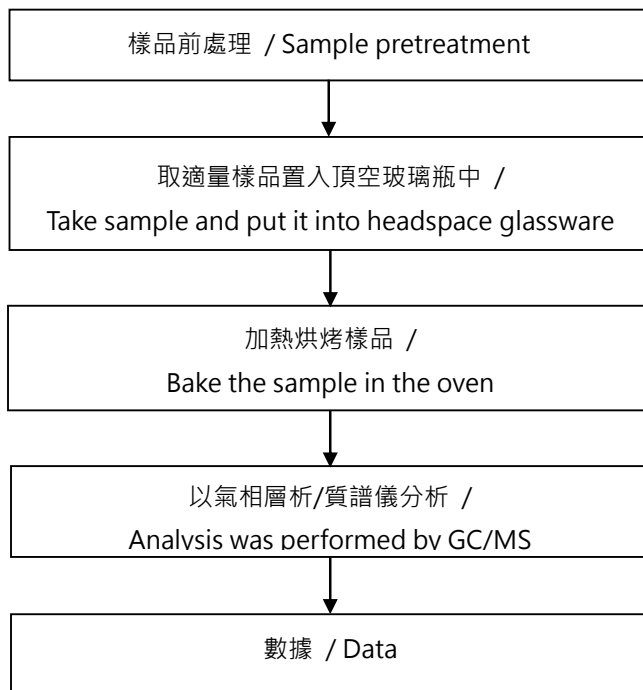 樣品前處理 / Sample pretreatment
取適量樣品置入頂空玻璃瓶中 /
Take sample and put it into headspace glassware
加熱烘烤樣品 /
Bake the sample in the oven
以氣相層析/質譜儀分析 /
Analysis was performed by GC/MS
數據 / Data